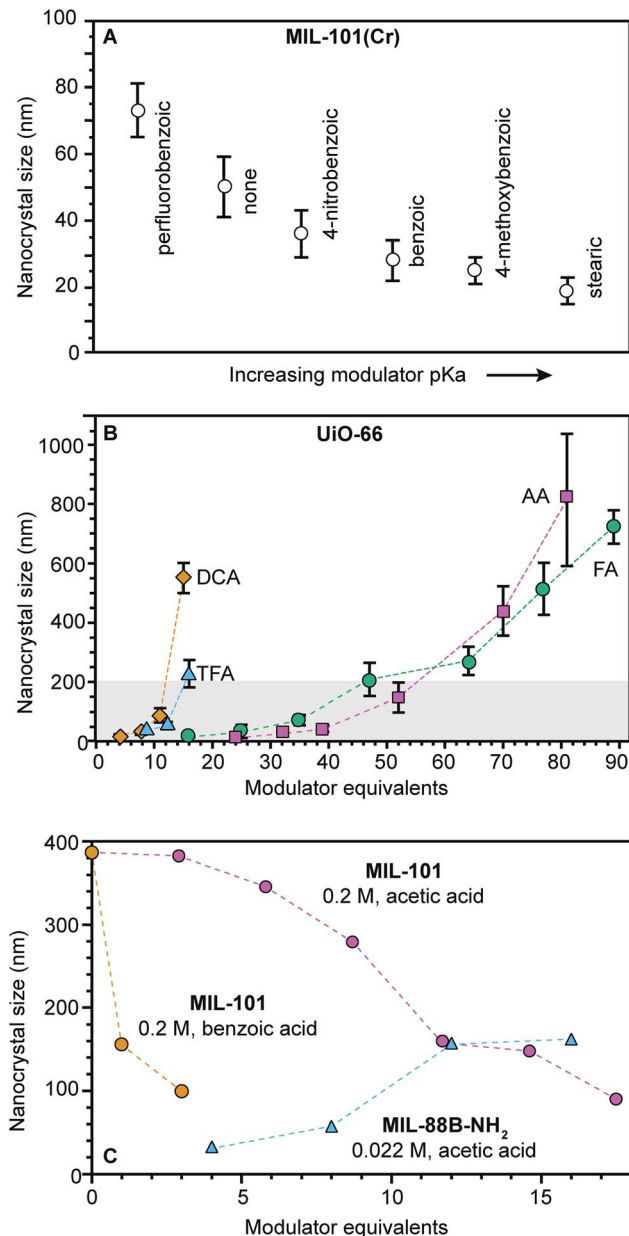 A
MIL-101(Cr)
Nanocrystal size (nm)
100
80
60
40
20
0
perfluorobenzoic
none
4-nitrobenzoic
benzoic
4-methoxybenzoic
stearic
Increasing modulator pKa
B
UiO-66
Nanocrystal size (nm)
1000
800
600
400
200
0
DCA
TFA
AA
FA
0 10 20 30 40 50 60 70 80 90
Modulator equivalents
400
300
200
100
0
Nanocrystal size (nm)
MIL-101
0.2 M, acetic acid
MIL-101
0.2 M, benzoic acid
MIL-88B-NH₂
0.022 M, acetic acid
C
0 5 10 15
Modulator equivalents